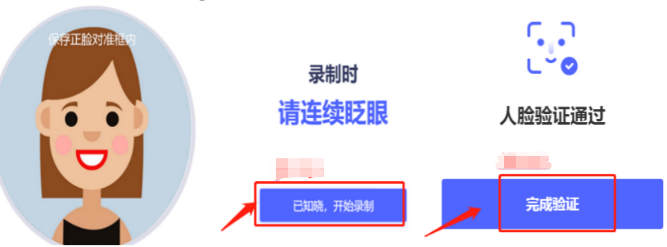 保存正脸对准框内
录制时
请连续眨眼
已知晓，开始录制
人脸验证通过
完成验证